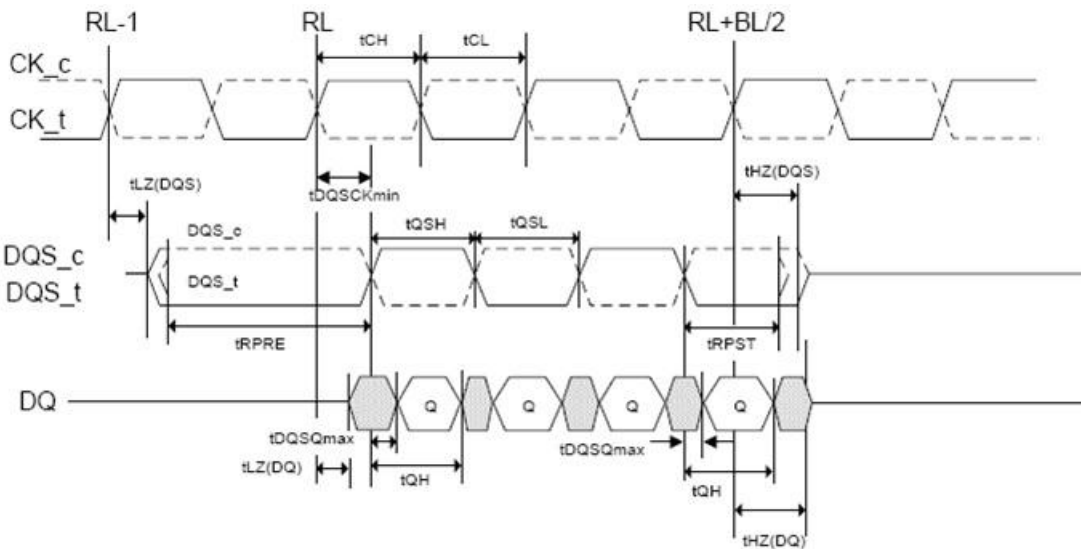 RL-1 RL RL+BL/2
tCH tCL
CK_c
CK_t
tLZ(DQS) tDQSCKmin tHZ(DQS)
DQS_c tQSH tQSL
DQS_c
DQS_t
DQS_t
tRPRE tRPST
DQ Q Q Q Q
tDQSQmax tDQSQmax
tLZ(DQ) tQH tQH
tHZ(DQ)